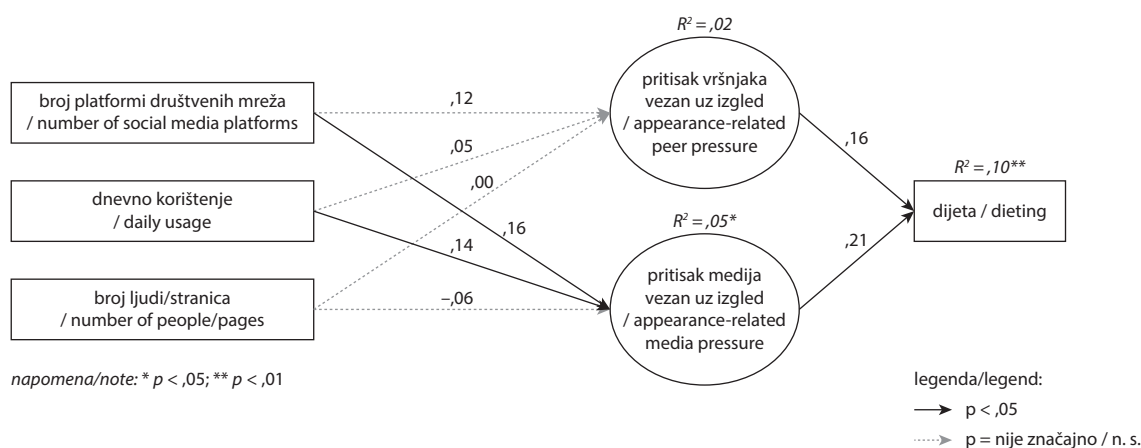 R² = ,02
pritisak vršnjaka
vezan uz izgled
/ appearance-related
peer pressure
broj platformi društvenih mreža
/ number of social media platforms
,12
,05
,00
,16
dnevno korištenje
/ daily usage
,16
,14
R² = ,10**
dijeta / dieting
R² = ,05*
pritisak medija
vezan uz izgled
/ appearance-related
media pressure
,21
broj ljudi/stranica
/ number of people/pages
–,06
napomena/note: * p < ,05; ** p < ,01
legenda/legend:
p < ,05
p = nije značajno / n. s.